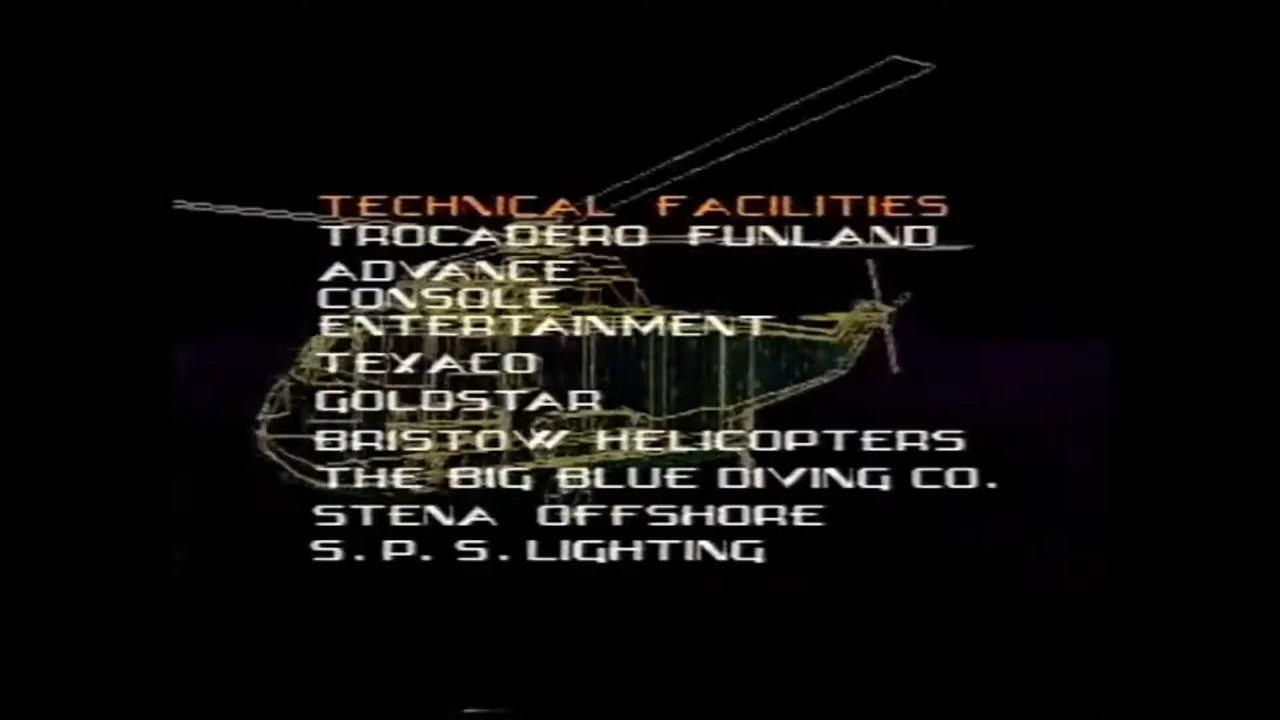 TECHNICAL FACILITIES
TROCADERO FUNLAND
ADVANCE
CONSOLE
ENTERTAINMENT
TEXACO
GOLDSTAR
BRISTOW HELICOPTERS
THE BIG BLUE DIVING CO.
STENA OFFSHORE
S.P.S.LIGHTING